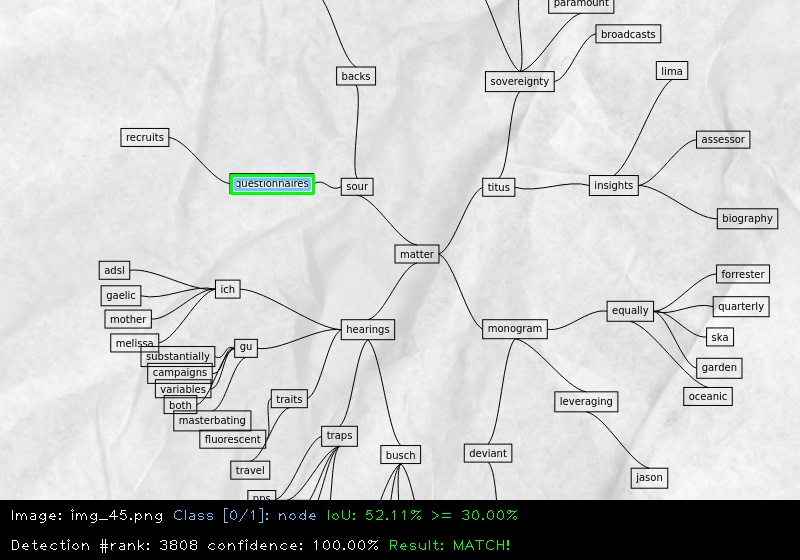 paramount
broadcasts
backs
sovereignty
lima
recruits
assessor
questionnaires
sour
titus
insights
biography
matter
adsl
forrester
ich
gaelic
quarterly
mother
equally
hearings
monogram
ska
melissa
gu
substantially
garden
campaigns
variables
oceanic
traits
leveraging
both
masterbating
fluorescent
traps
travel
busch
deviant
jason
nns
Image: img_45.png Class [0/1]: node IoU: 52.11% >= 30.00%
Detection #rank: 3808 confidence: 100.00% Result: MATCH!